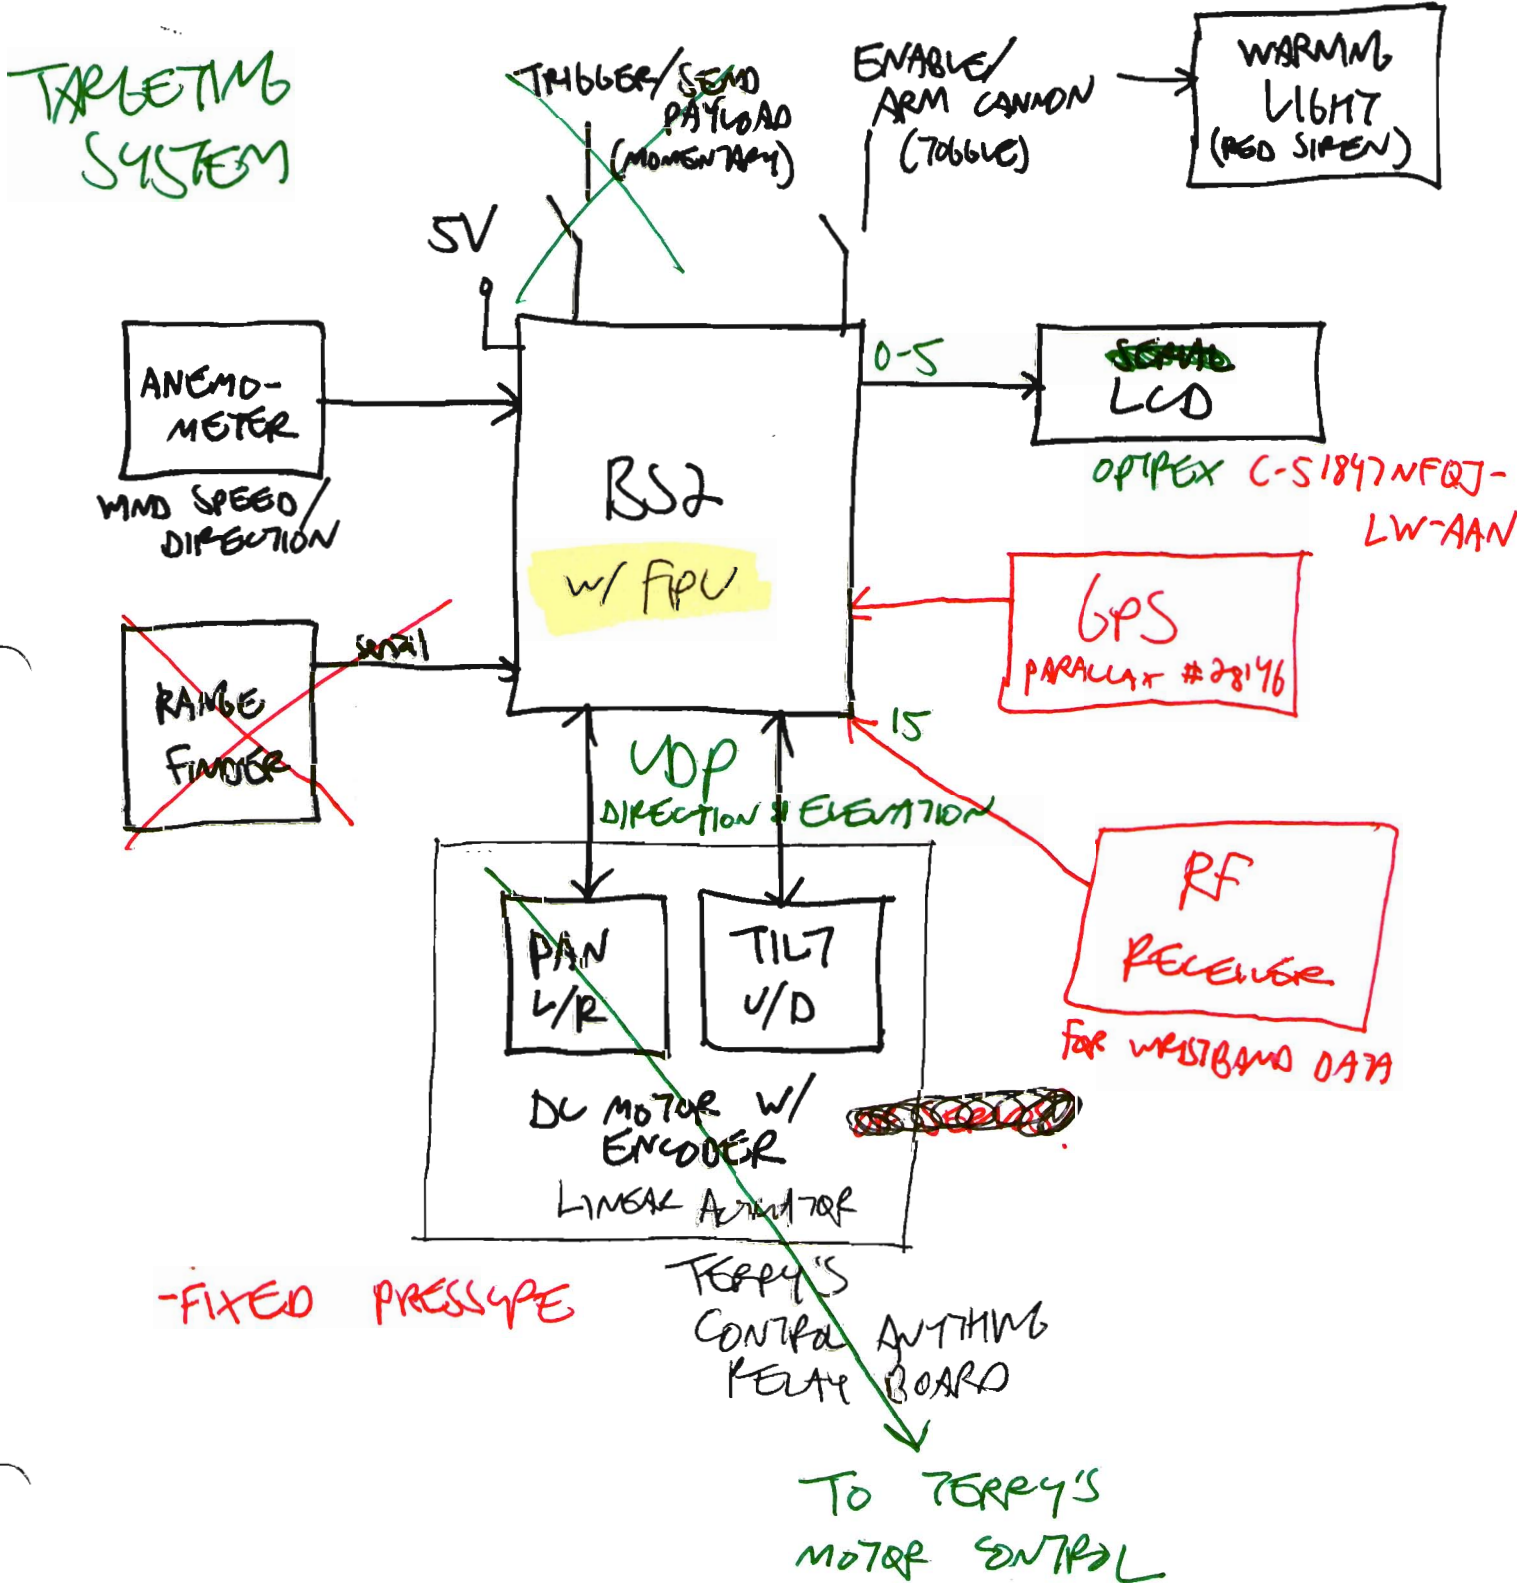 TARGETING
SYSTEM
TRIGGER/SEND
PAYLOAD
(MOMENTARY)
ENABLE/
ARM CANNON
(TOGGLE)
WARNING
LIGHT
(RED SIREN)
5V
ANEMO-
METER
WIND SPEED/
DIRECTION
BS2
W/ FPU
0-5
LCD
OPTREX C-51847NFQJ-
LW-AAN
GPS
PARALLAX #28146
RANGE
FINDER
serial
15
UDP
DIRECTION & ELEVATION
RF
RECEIVER
FOR WRISTBAND DATA
PAN
L/R
TILT
U/D
DC MOTOR W/
ENCODER
LINEAR ACTUATOR
-FIXED PRESSURE
TERRY'S
CONTROL ANYTHING
RELAY BOARD
TO TERRY'S
MOTOR CONTROL